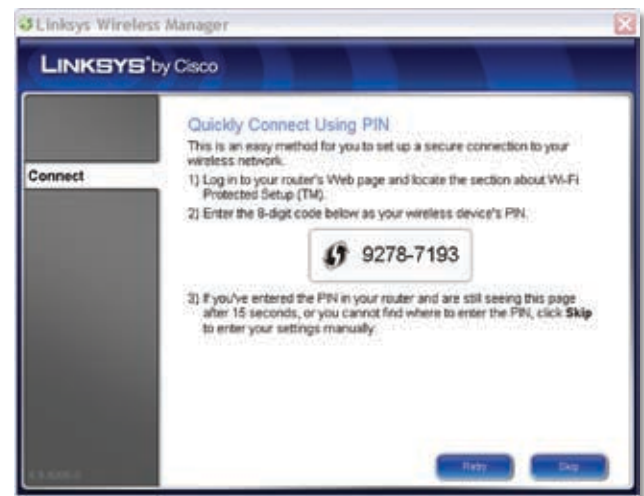 Linksys Wireless Manager
LINKSYS® by Cisco
Connect
Quickly Connect Using PIN
This is an easy method for you to set up a secure connection to your
wireless network.
1) Log in to your router's Web page and locate the section about Wi-Fi
Protected Setup (TM).
2) Enter the 8-digit code below as your wireless device's PIN.
9278-7193
3) If you've entered the PIN in your router and are still seeing this page
after 15 seconds, or you cannot find where to enter the PIN, click Skip
to enter your settings manually.
Retry
Skip